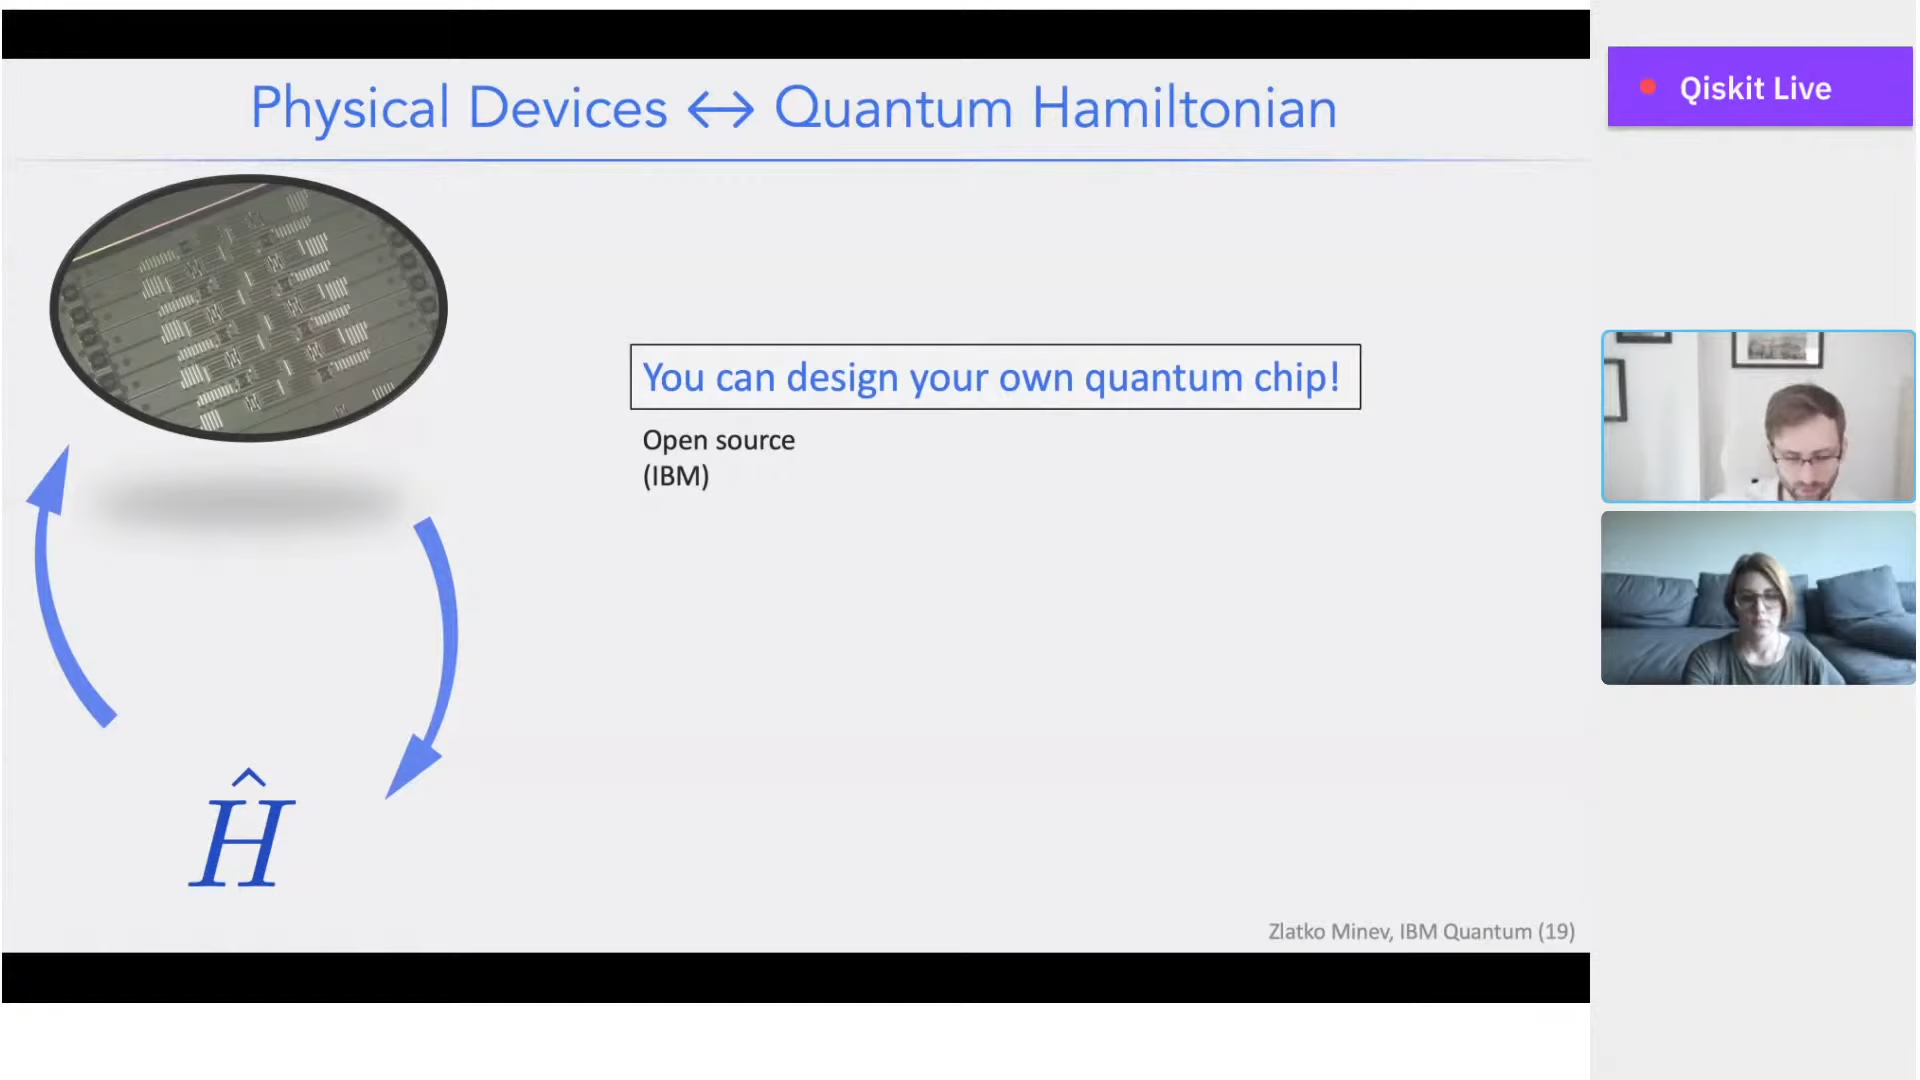 Physical Devices ↔ Quantum Hamiltonian
Qiskit Live
You can design your own quantum chip!
Open source
(IBM)
Ĥ
Zlatko Minev, IBM Quantum (19)